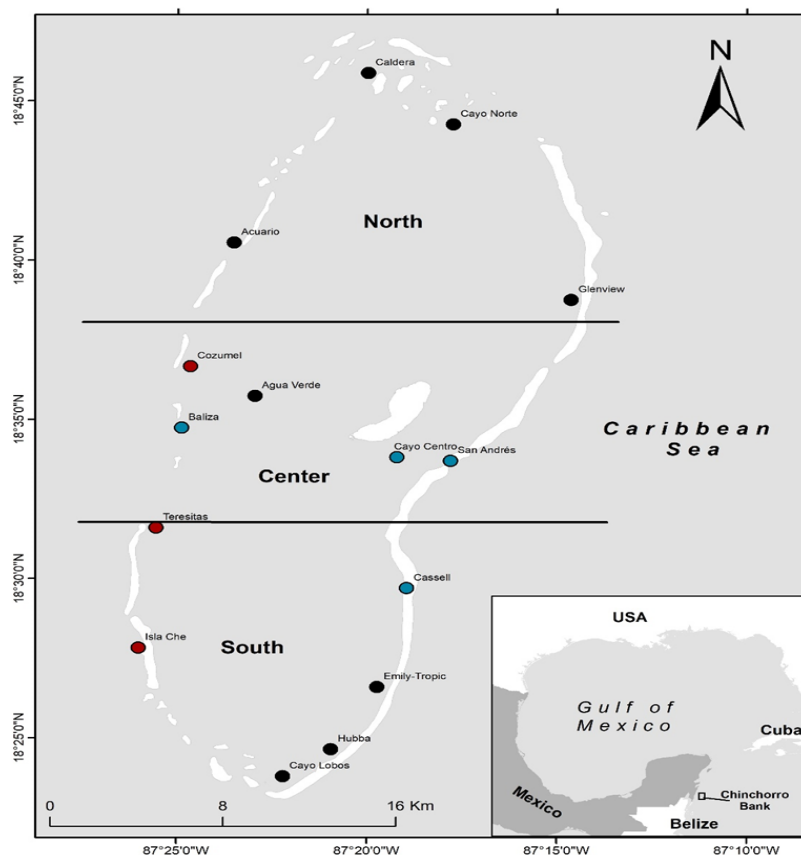 N
Caldera
18°45'0"N
Cayo Norte
North
Acuario
18°40'0"N
Glenview
Cozumel
Agua Verde
18°35'0"N
Baliza
Caribbean
Sea
Cayo Centro
San Andrés
Center
Teresitas
18°30'0"N
Cassell
Isla Che
South
Emily-Tropic
18°25'0"N
Hubba
Cayo Lobos
0 8 16 Km
USA
Gulf of
Mexico
Cuba
Chinchorro
Bank
Mexico
Belize
87°25'0"W 87°20'0"W 87°15'0"W 87°10'0"W